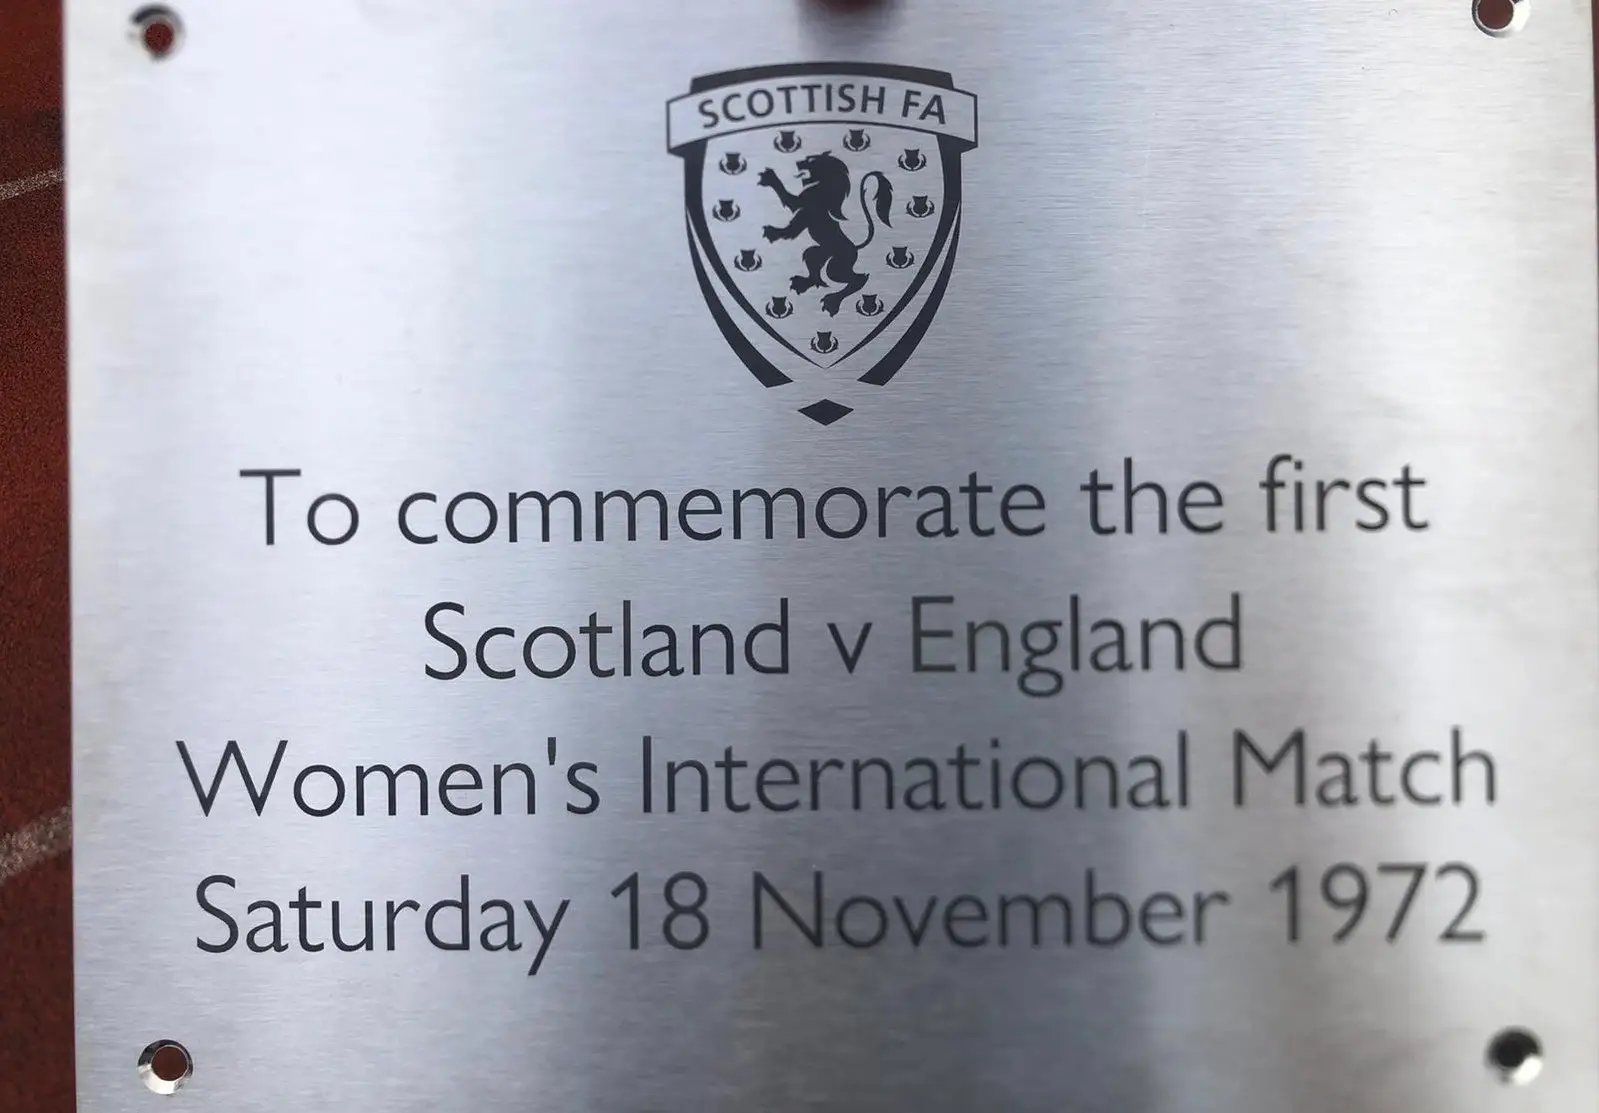 SCOTTISH FA
To commemorate the first
Scotland v England
Women's International Match
Saturday 18 November 1972